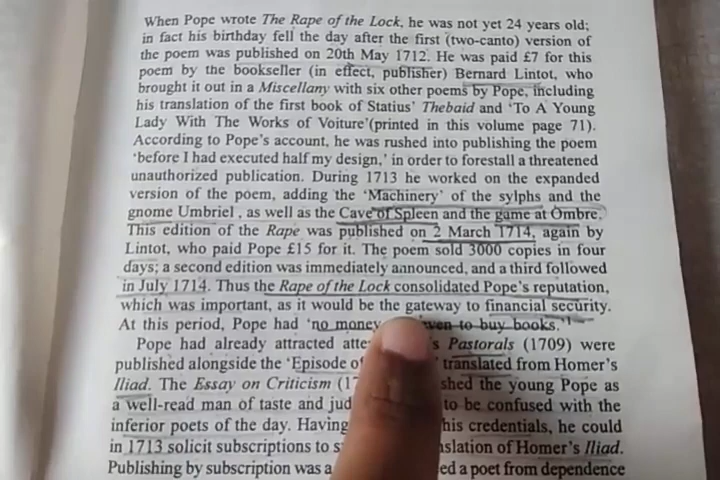 When Pope wrote The Rape of the Lock, he was not yet 24 years old;
in fact his birthday fell the day after the first (two-canto) version of
the poem was published on 20th May 1712. He was paid £7 for this
poem by the bookseller (in effect, publisher) Bernard Lintot, who
brought it out in a Miscellany with six other poems by Pope, including
his translation of the first book of Statius' Thebaid and 'To A Young
Lady With The Works of Voiture'(printed in this volume page 71).
According to Pope's account, he was rushed into publishing the poem
'before I had executed half my design,' in order to forestall a threatened
unauthorized publication. During 1713 he worked on the expanded
version of the poem, adding the 'Machinery' of the sylphs and the
gnome Umbriel, as well as the Cave of Spleen and the game at Ombre.
This edition of the Rape was published on 2 March 1714, again by
Lintot, who paid Pope £15 for it. The poem sold 3000 copies in four
days; a second edition was immediately announced, and a third followed
in July 1714. Thus the Rape of the Lock consolidated Pope's reputation,
which was important, as it would be the gateway to financial security.
At this period, Pope had 'no money to buy books.'1
Pope had already attracted Pastorals (1709) were
published alongside the 'Episode translated from Homer's
Iliad. The Essay on Criticism the young Pope as
a well-read man of taste and to be confused with the
inferior poets of the day. Having his credentials, he could
in 1713 solicit subscriptions to of Homer's Iliad.
Publishing by subscription was a poet from dependence